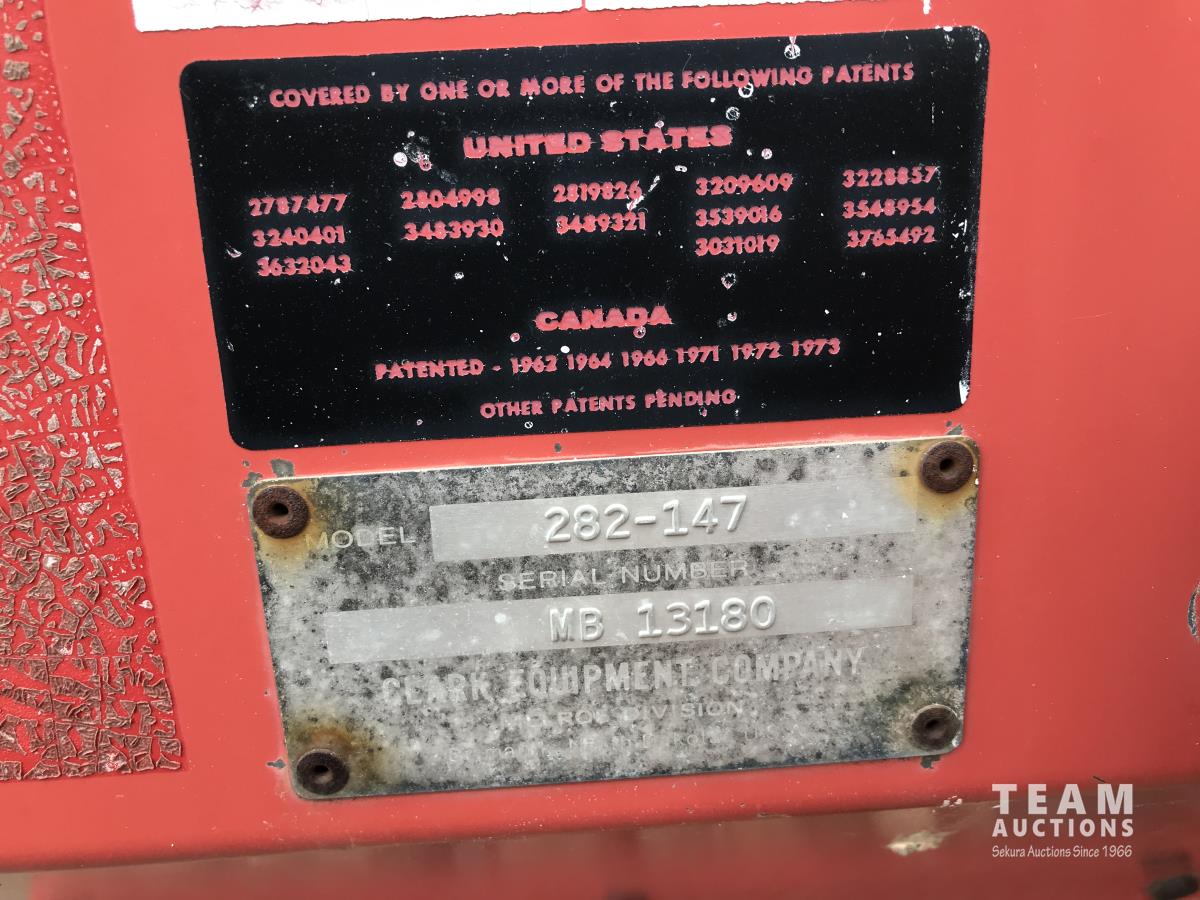 COVERED BY ONE OR MORE OF THE FOLLOWING PATENTS
UNITED STATES
2787477 2804998 2819826 3209609 3228857
3240401 3483930 3489321 3539016 3548954
3632043 3031019 3765492
CANADA
PATENTED - 1962 1964 1966 1971 1972 1973
OTHER PATENTS PENDING
MODEL 282-147
SERIAL NUMBER
MB 13180
CLARK EQUIPMENT COMPANY
MELROE DIVISION
TEAM
AUCTIONS
Sekura Auctions Since 1966